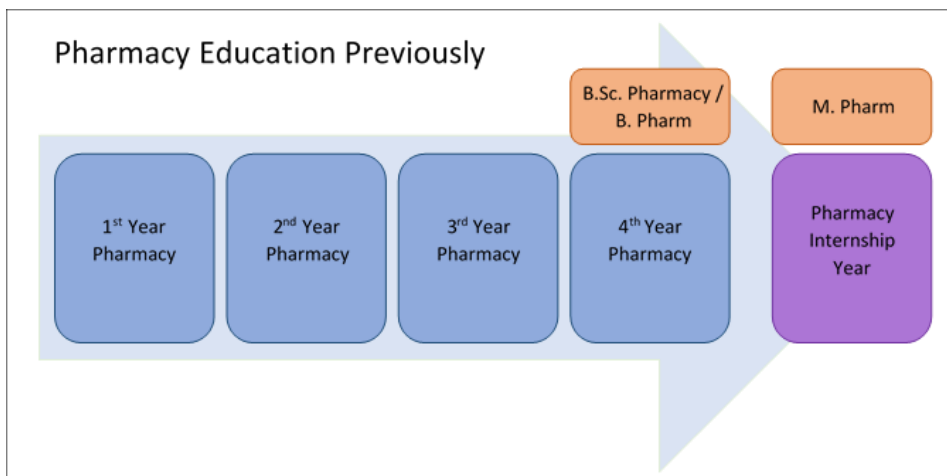 Pharmacy Education Previously
B.Sc. Pharmacy /
B. Pharm
M. Pharm
1st Year
Pharmacy
2nd Year
Pharmacy
3rd Year
Pharmacy
4th Year
Pharmacy
Pharmacy
Internship
Year